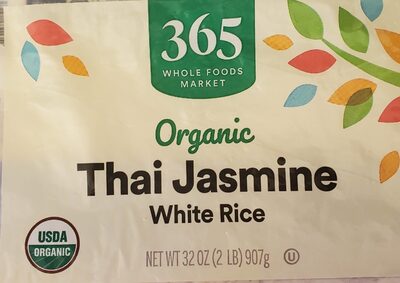 365
WHOLE FOODS
MARKET
Organic
Thai Jasmine
White Rice
USDA
ORGANIC
NET WT 32 OZ (2 LB) 907g
U